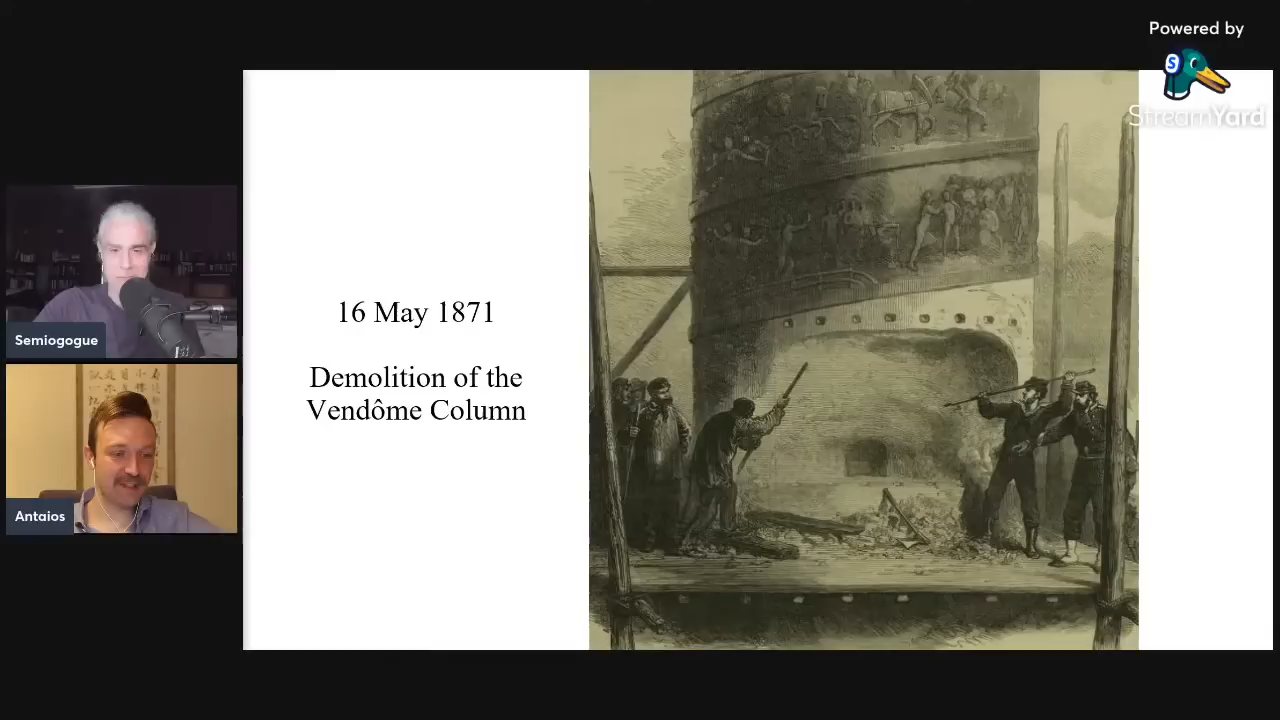 Powered by
S
StreamYard
16 May 1871
Demolition of the
Vendôme Column
Semiogogue
Antaios